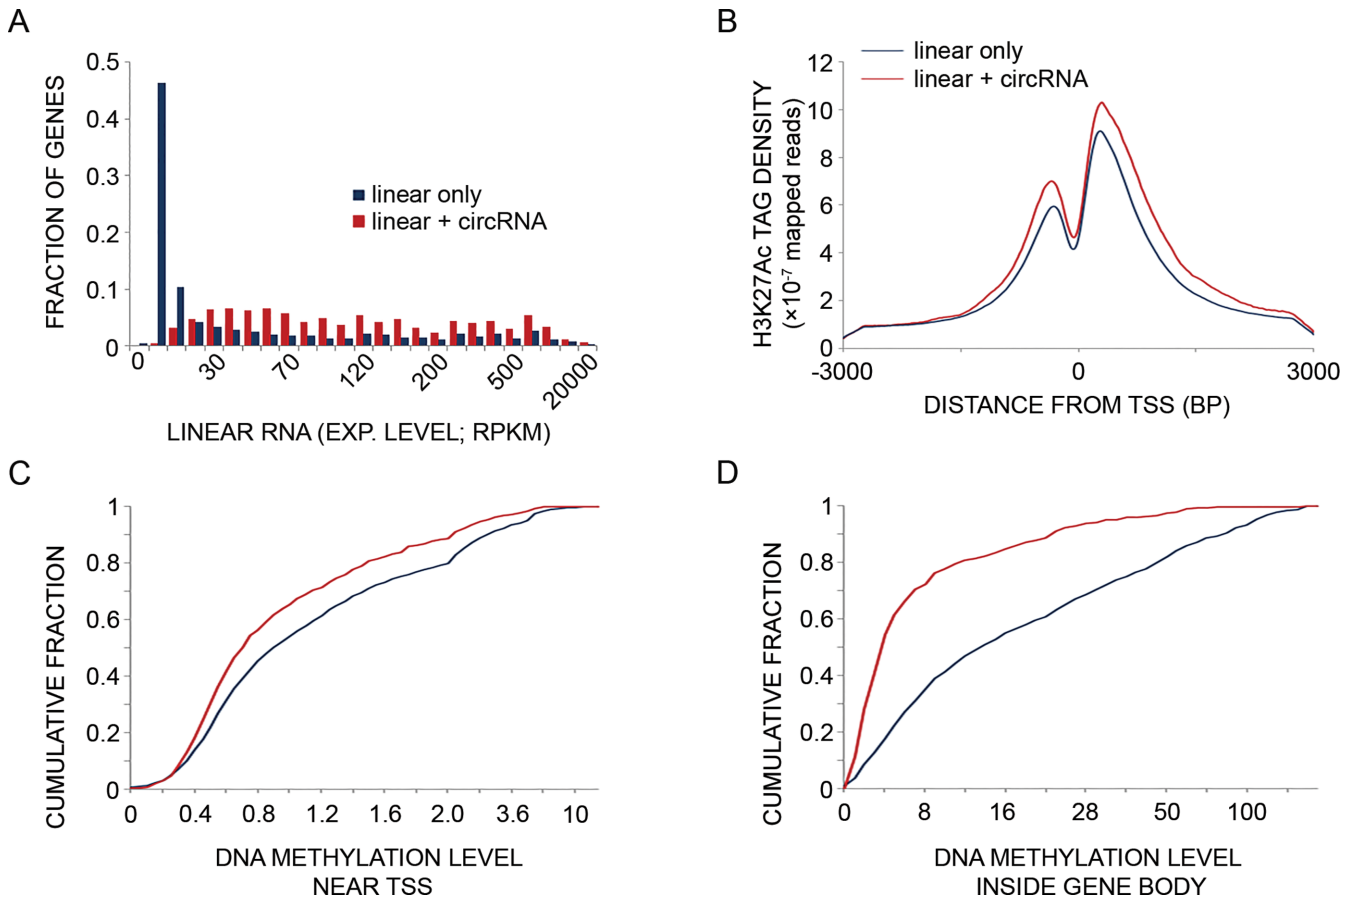 A
FRACTION OF GENES
0.5
0.4
0.3
0.2
0.1
0
linear only
linear + circRNA
0 30 70 120 200 500 20000
LINEAR RNA (EXP. LEVEL; RPKM)
B
H3K27Ac TAG DENSITY
(×10-7 mapped reads)
linear only
linear + circRNA
12
10
8
6
4
2
0
-3000 0 3000
DISTANCE FROM TSS (BP)
C
CUMULATIVE FRACTION
1
0.8
0.6
0.4
0.2
0
0 0.4 0.8 1.2 1.6 2.0 3.6 10
DNA METHYLATION LEVEL
NEAR TSS
D
CUMULATIVE FRACTION
1
0.8
0.6
0.4
0.2
0
0 8 16 28 50 100
DNA METHYLATION LEVEL
INSIDE GENE BODY